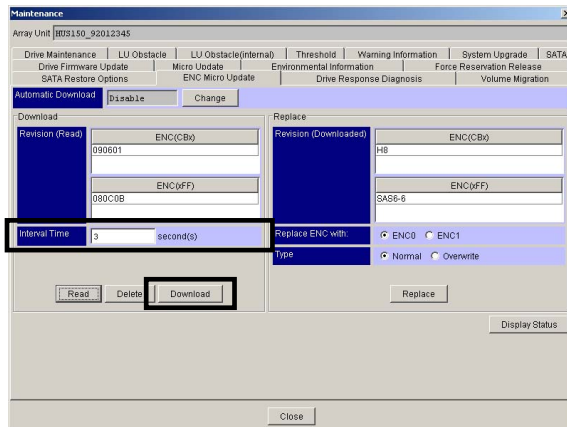 Maintenance
Array Unit HUS150_92012345
Drive Maintenance LU Obstacle LU Obstacle(internal) Threshold Warning Information System Upgrade SATA
Drive Firmware Update Micro Update Environmental Information Force Reservation Release
SATA Restore Options ENC Micro Update Drive Response Diagnosis Volume Migration
Automatic Download Disable Change
Download Replace
Revision (Read) ENC(CBx) Revision (Downloaded) ENC(CBx)
090601 H8
ENC(xFF) ENC(xFF)
080C0B SAS6-6
Interval Time 3 second(s) Replace ENC with: ENC0 ENC1
Type Normal Overwrite
Read Delete Download Replace
Display Status
Close